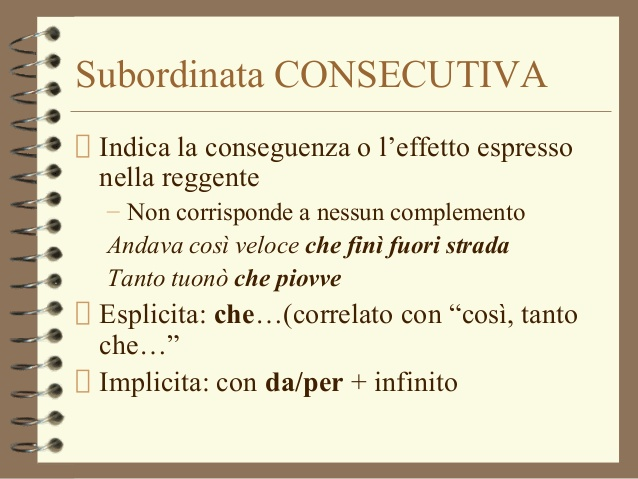 Subordinata CONSECUTIVA
Indica la conseguenza o l’effetto espresso
nella reggente
– Non corrisponde a nessun complemento
Andava così veloce che finì fuori strada
Tanto tuonò che piovve
Esplicita: che…(correlato con “così, tanto
che…”
Implicita: con da/per + infinito